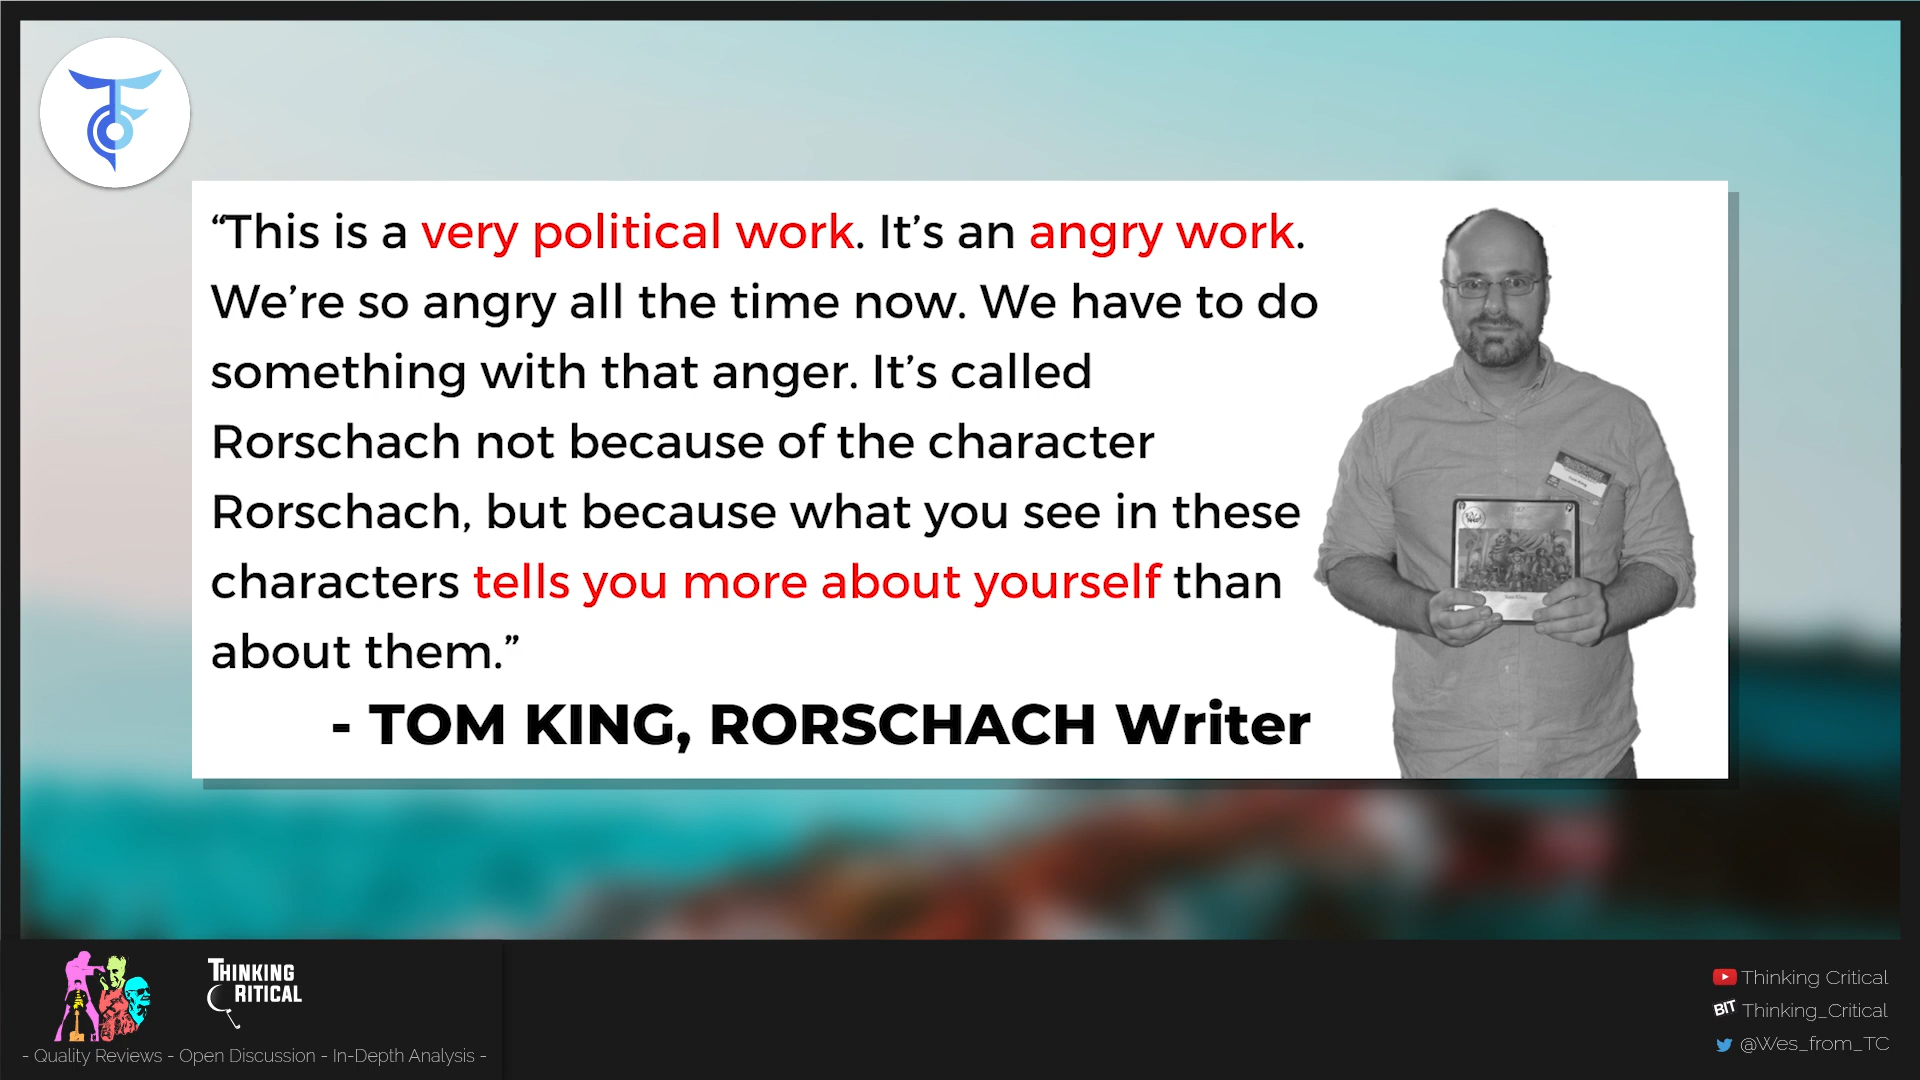 “This is a very political work. It’s an angry work.
We’re so angry all the time now. We have to do
something with that anger. It’s called
Rorschach not because of the character
Rorschach, but because what you see in these
characters tells you more about yourself than
about them.”
- TOM KING, RORSCHACH Writer
THINKING
CRITICAL
- Quality Reviews - Open Discussion - In-Depth Analysis -
Thinking Critical
BIT Thinking_Critical
@Wes_from_TC